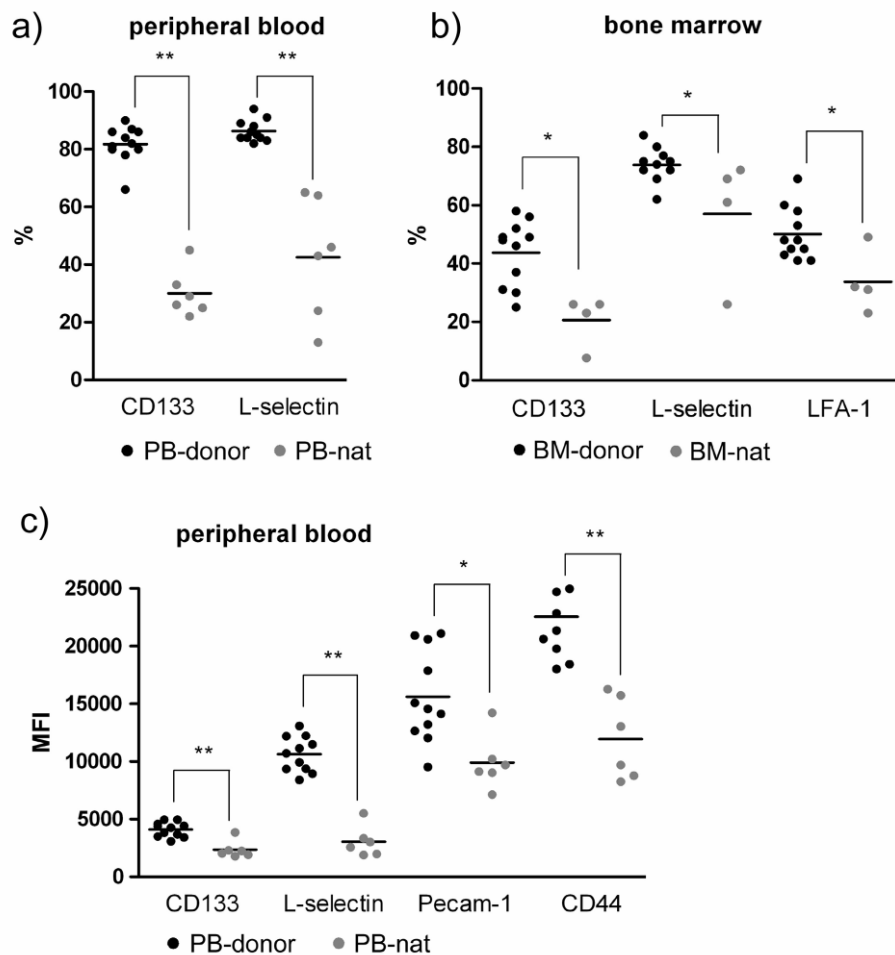 a)
peripheral blood
** **
100
80
60
40
20
0
%
CD133 L-selectin
PB-donor PB-nat
b)
bone marrow
* * *
100
80
60
40
20
0
%
CD133 L-selectin LFA-1
BM-donor BM-nat
c)
peripheral blood
** ** * **
25000
20000
15000
10000
5000
0
MFI
CD133 L-selectin Pecam-1 CD44
PB-donor PB-nat